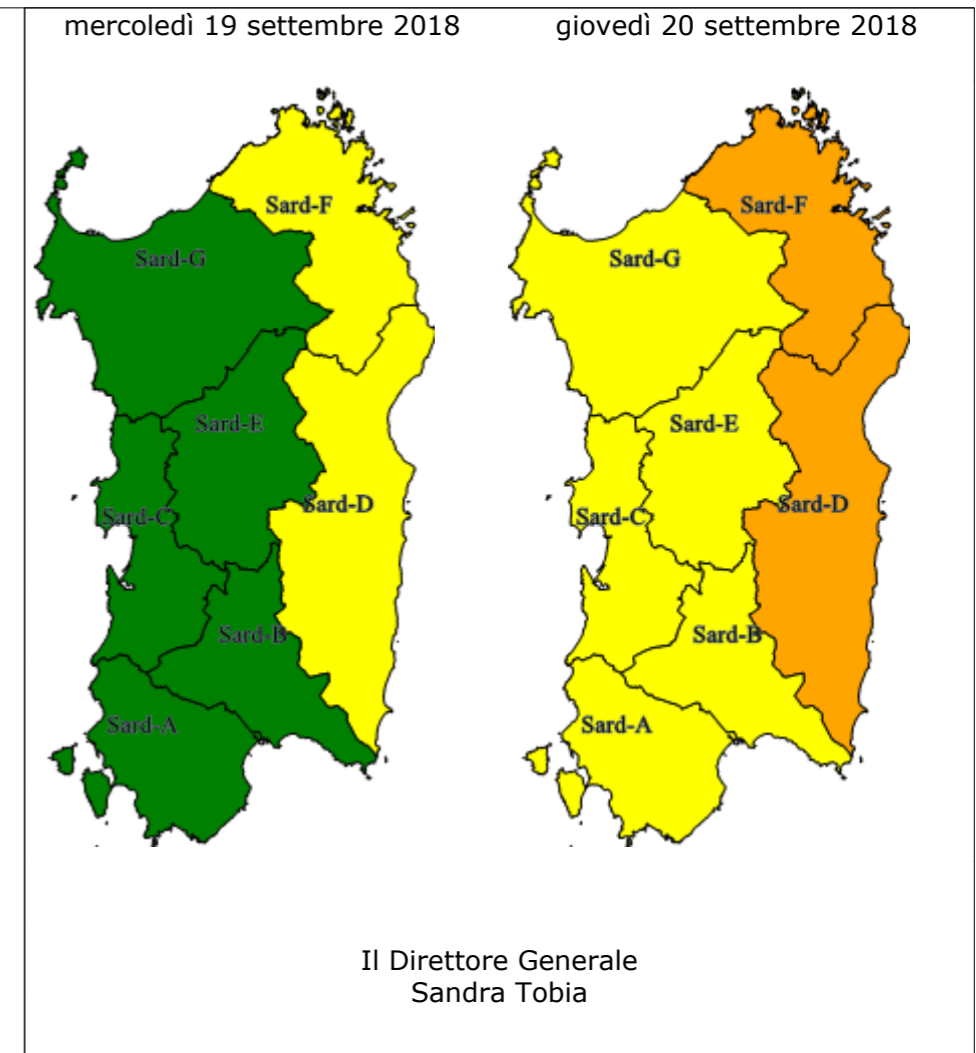 mercoledì 19 settembre 2018
giovedì 20 settembre 2018
Sard-F
Sard-G
Sard-E
Sard-D
Sard-C
Sard-B
Sard-A
Sard-F
Sard-G
Sard-E
Sard-D
Sard-C
Sard-B
Sard-A
Il Direttore Generale
Sandra Tobia